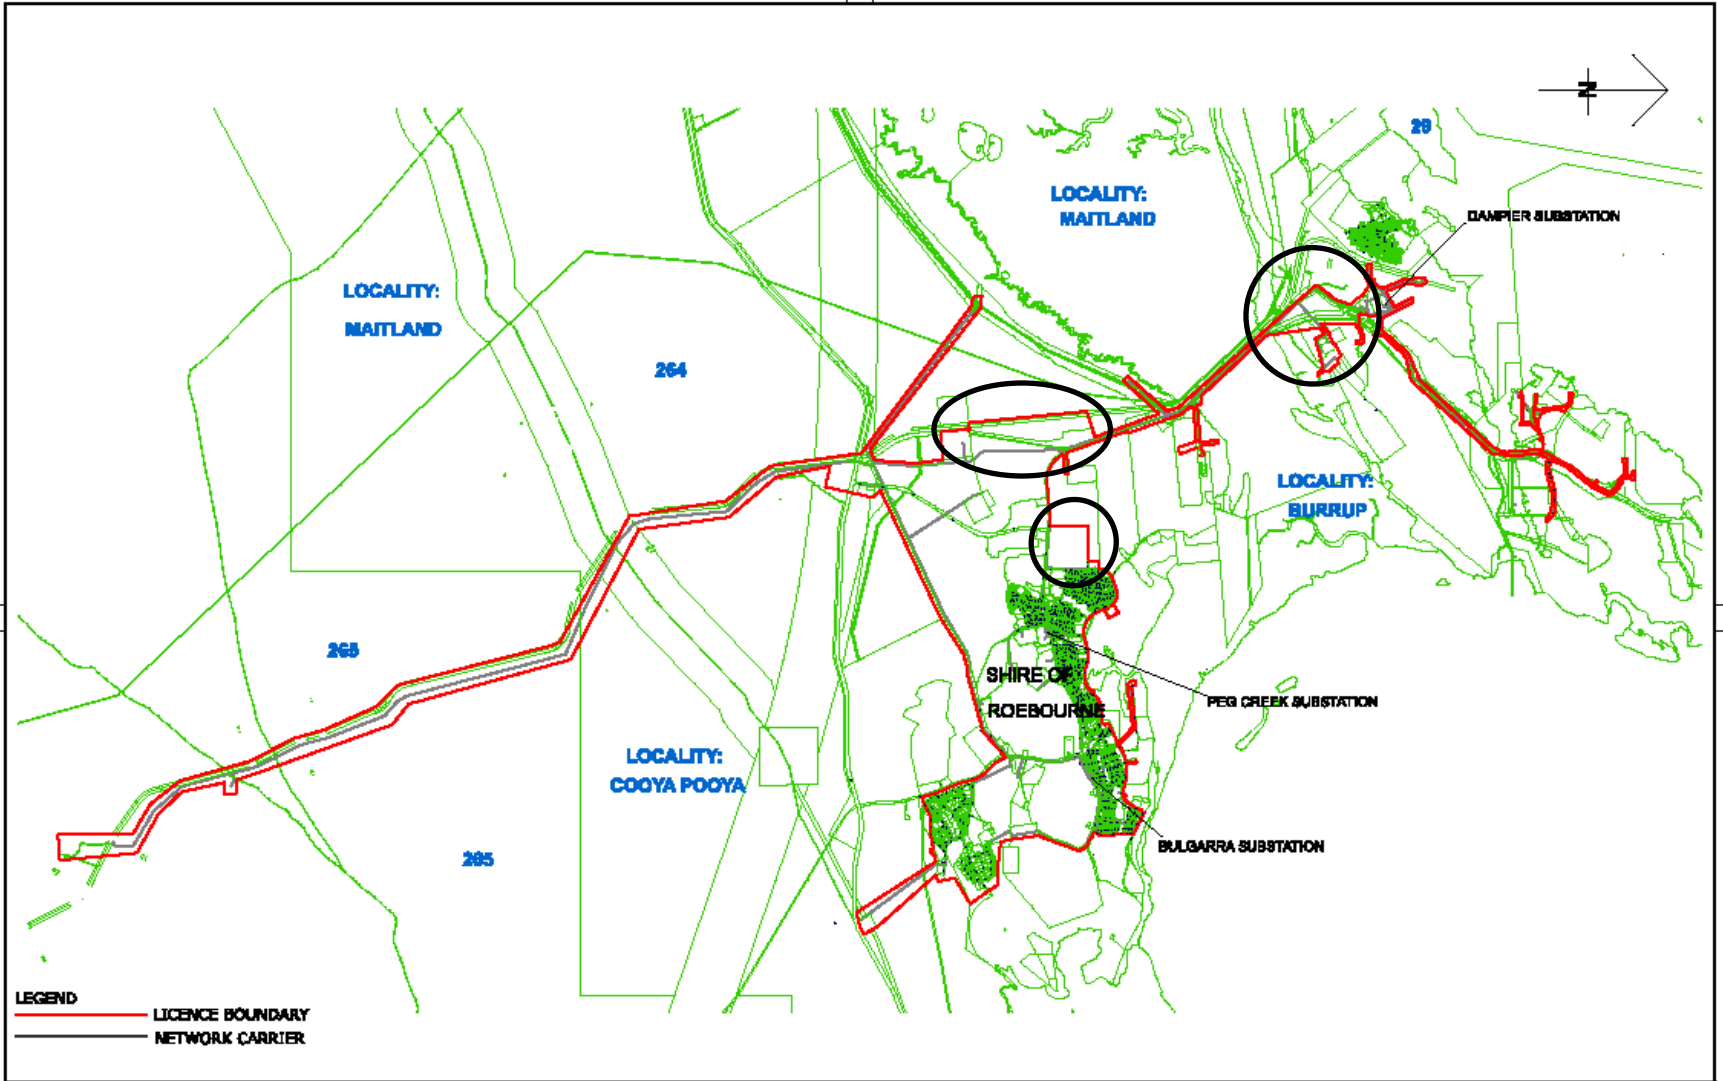 N
29
LOCALITY:
MAITLAND
DAMPIER SUBSTATION
LOCALITY:
MAITLAND
264
LOCALITY:
BURRUP
265
SHIRE OF
ROEBOURNE
PEG CREEK SUBSTATION
LOCALITY:
COOYA POOYA
BULGARRA SUBSTATION
295
LEGEND
LICENCE BOUNDARY
NETWORK CARRIER